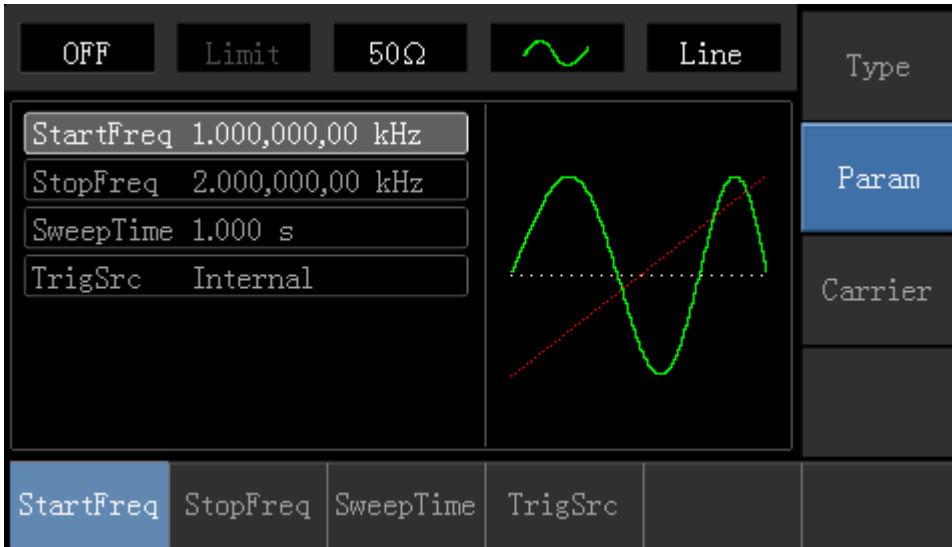 OFF Limit 50Ω Line
Type
StartFreq 1.000,000,00 kHz
StopFreq 2.000,000,00 kHz
SweepTime 1.000 s
TrigSrc Internal
Param
Carrier
StartFreq StopFreq SweepTime TrigSrc